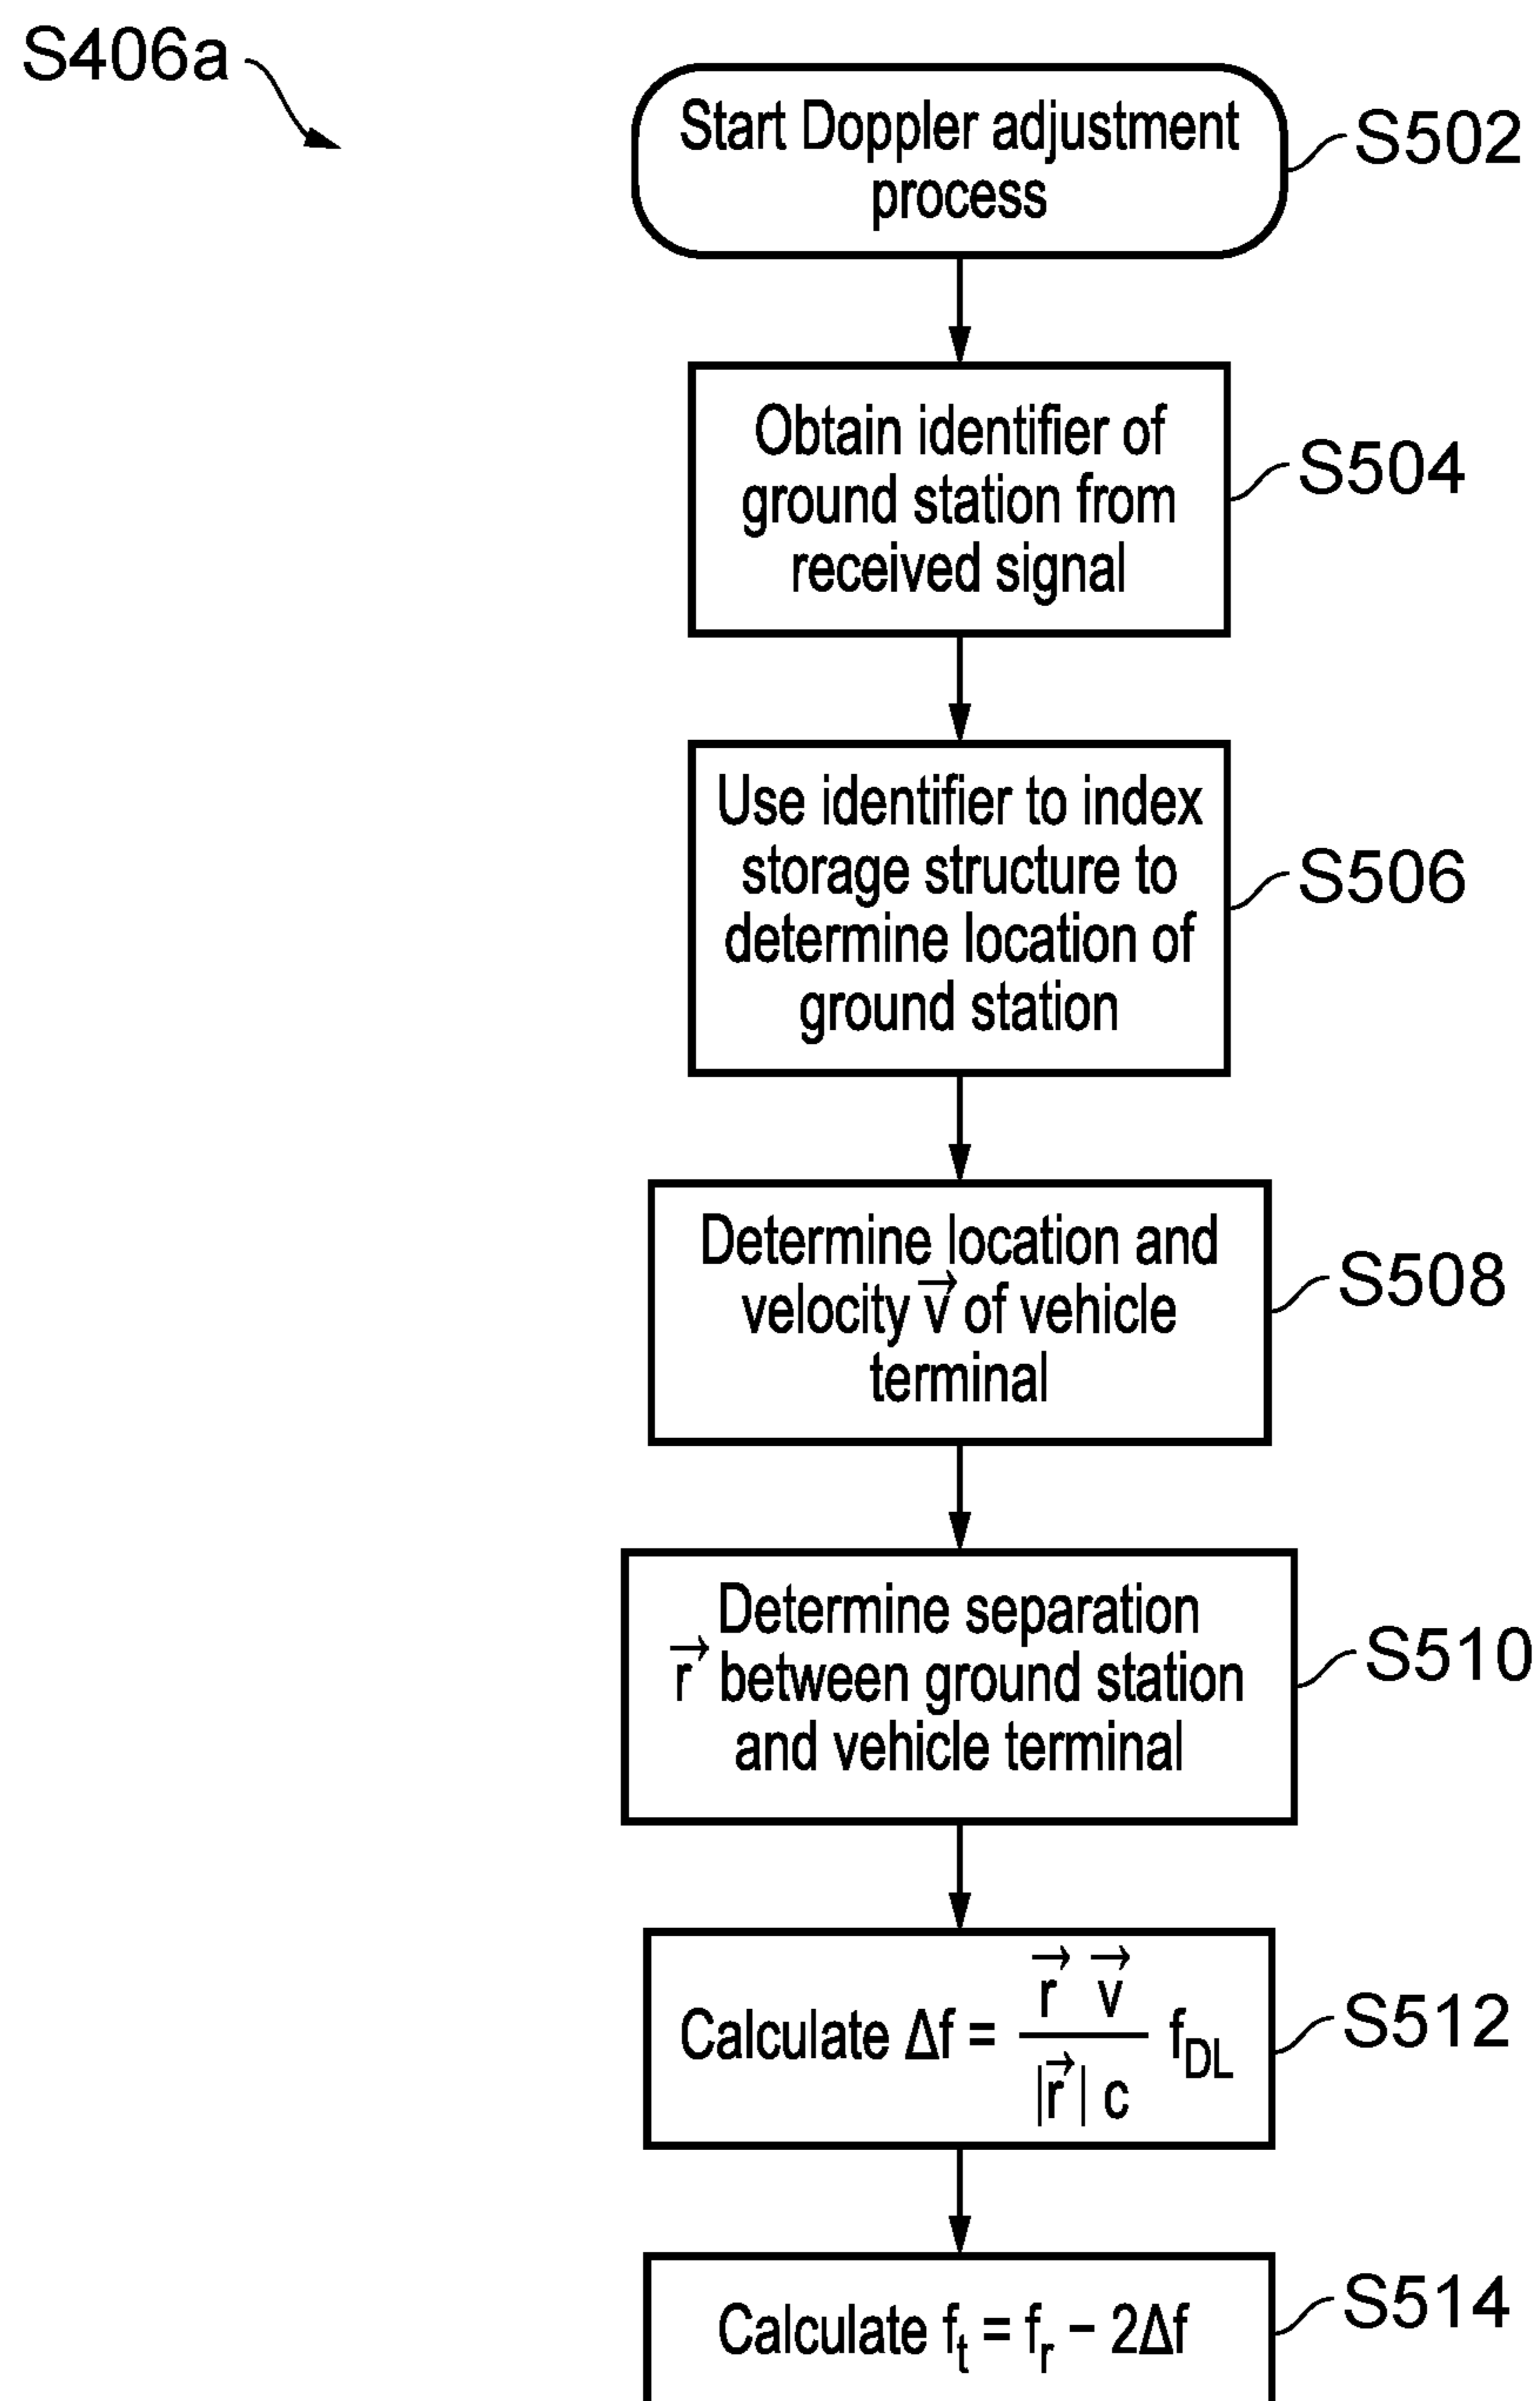 S406a
Start Doppler adjustment
process
S502
Obtain identifier of
ground station from
received signal
S504
Use identifier to index
storage structure to
determine location of
ground station
S506
Determine location and
velocity v⃗ of vehicle
terminal
S508
Determine separation
r⃗ between ground station
and vehicle terminal
S510
Calculate Δf = (r⃗ v⃗)/(|r⃗| c) f_DL
S512
Calculate f_t = f_r − 2Δf
S514